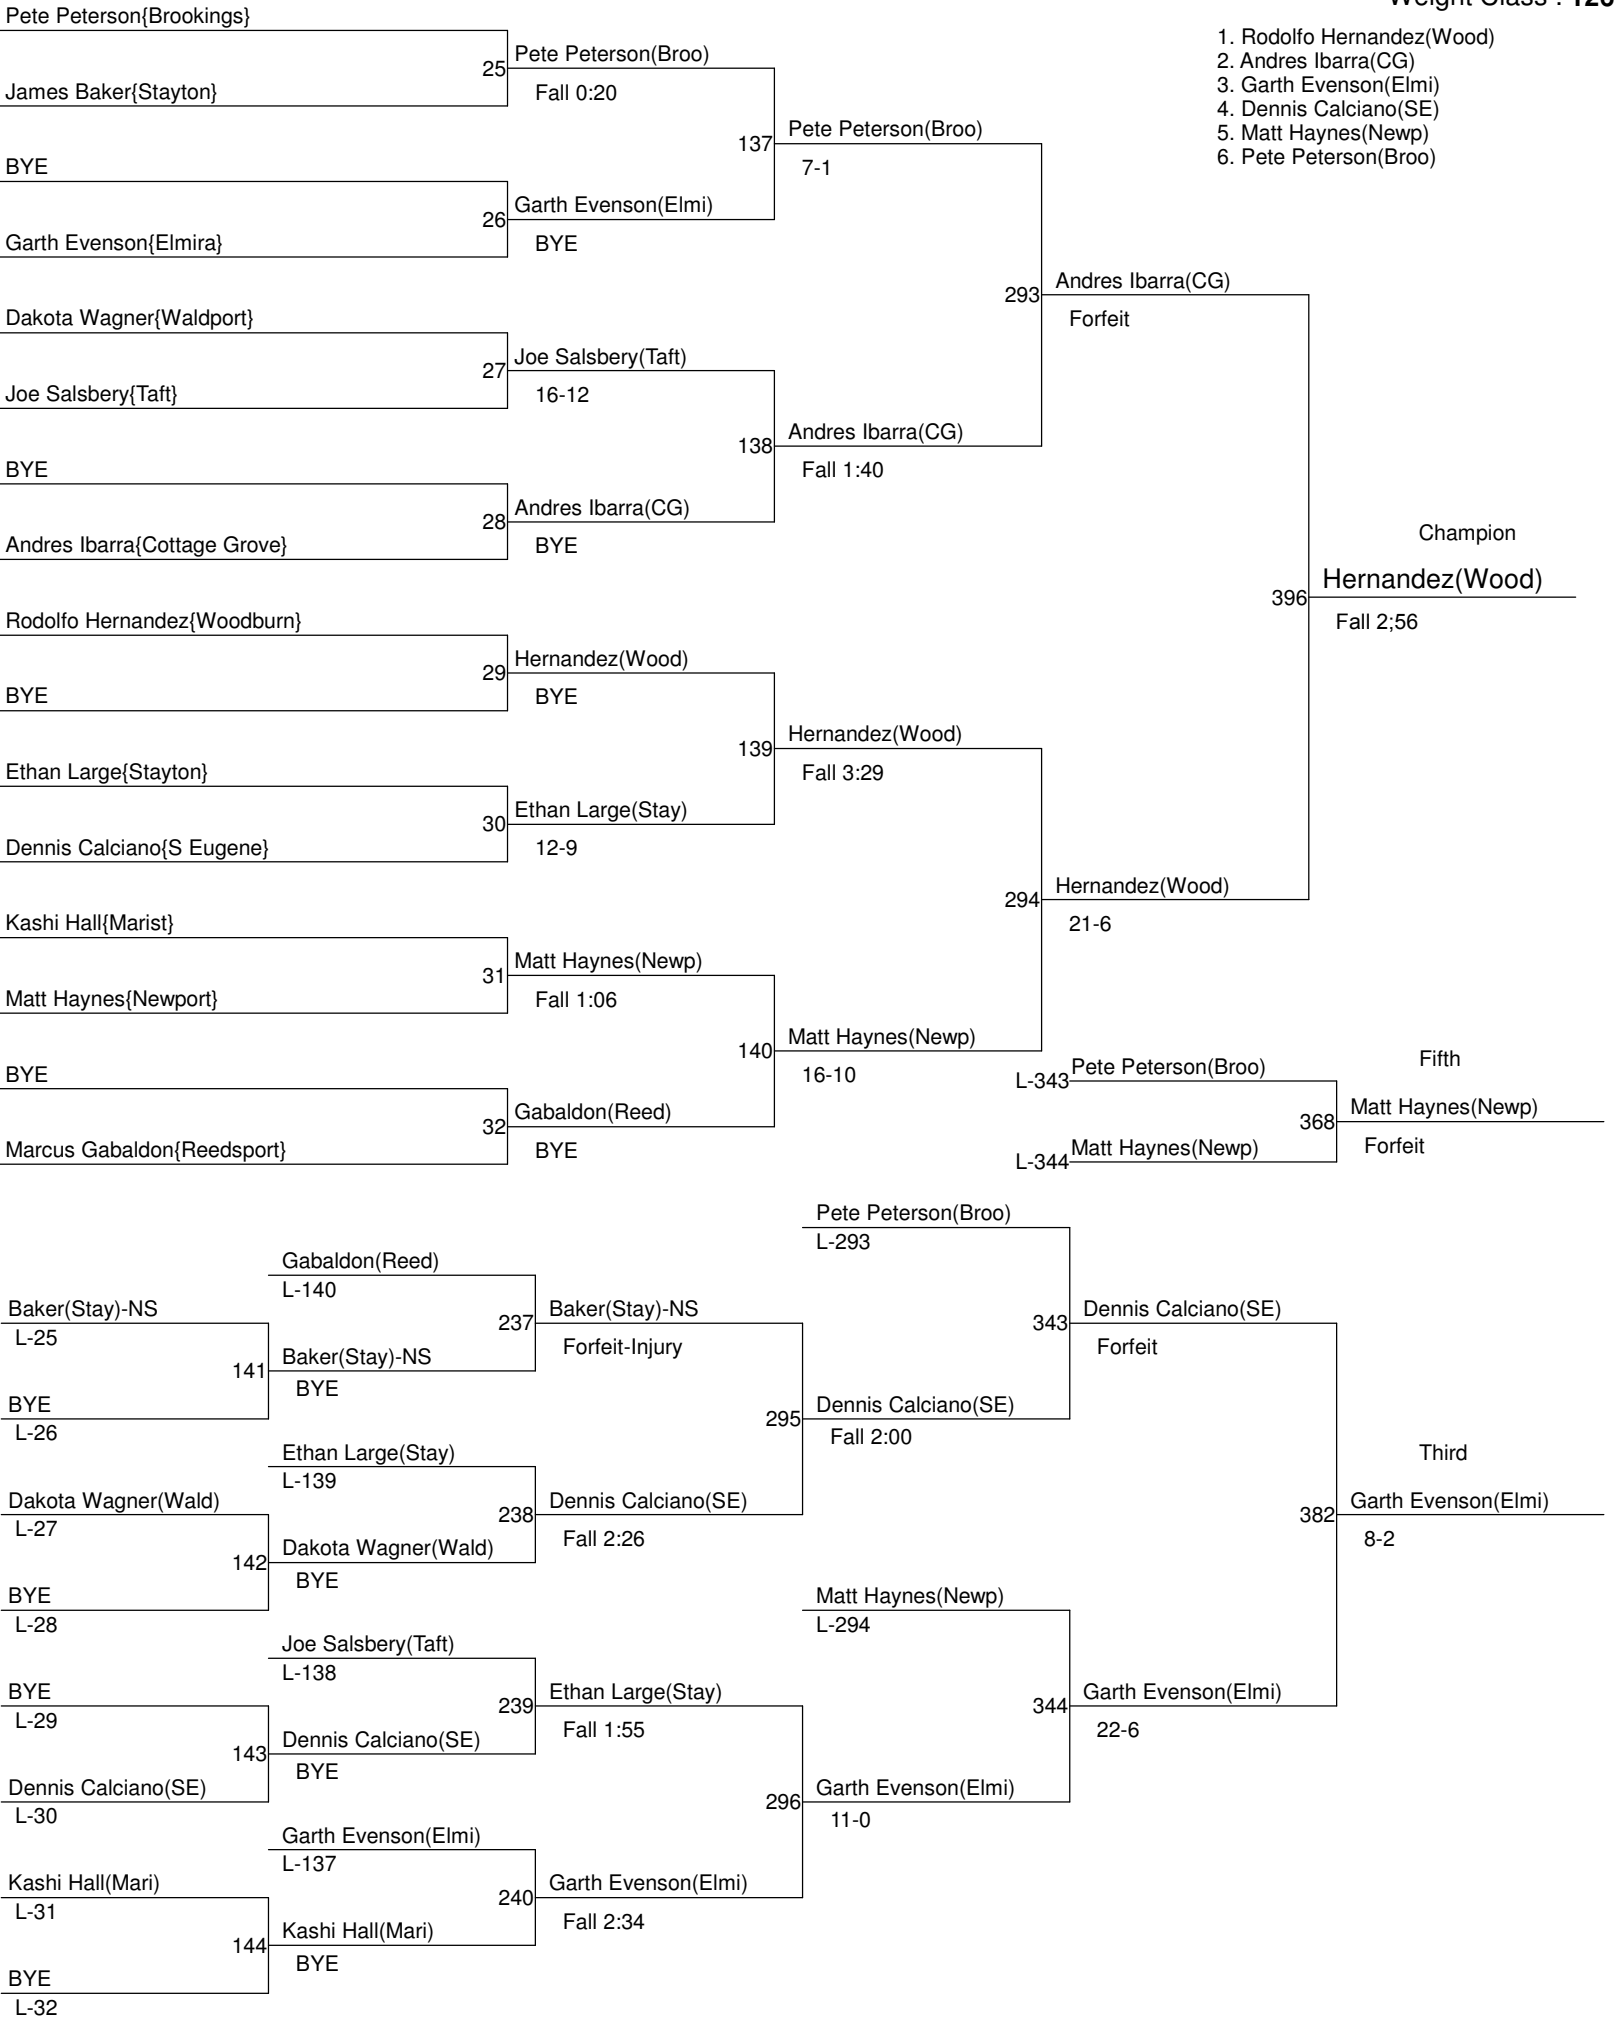 Pete Peterson{Brookings}
25
James Baker{Stayton}
Pete Peterson(Broo)
Fall 0:20
BYE
26
Garth Evenson{Elmira}
Garth Evenson(Elmi)
BYE
137
Pete Peterson(Broo)
7-1
Dakota Wagner{Waldport}
27
Joe Salsbery{Taft}
Joe Salsbery(Taft)
16-12
BYE
28
Andres Ibarra{Cottage Grove}
Andres Ibarra(CG)
BYE
138
Andres Ibarra(CG)
Fall 1:40
293
Andres Ibarra(CG)
Forfeit
Rodolfo Hernandez{Woodburn}
29
BYE
Hernandez(Wood)
BYE
Ethan Large{Stayton}
30
Dennis Calciano{S Eugene}
Ethan Large(Stay)
12-9
139
Hernandez(Wood)
Fall 3:29
Kashi Hall{Marist}
31
Matt Haynes{Newport}
Matt Haynes(Newp)
Fall 1:06
BYE
32
Marcus Gabaldon{Reedsport}
Gabaldon(Reed)
BYE
140
Matt Haynes(Newp)
16-10
294
Hernandez(Wood)
21-6
396
Champion
Hernandez(Wood)
Fall 2;56
Weight Class :
1. Rodolfo Hernandez(Wood)
2. Andres Ibarra(CG)
3. Garth Evenson(Elmi)
4. Dennis Calciano(SE)
5. Matt Haynes(Newp)
6. Pete Peterson(Broo)
L-343
Pete Peterson(Broo)
L-344
Matt Haynes(Newp)
368
Fifth
Matt Haynes(Newp)
Forfeit
Baker(Stay)-NS
L-25
141
BYE
L-26
Gabaldon(Reed)
L-140
237
Baker(Stay)-NS
BYE
Baker(Stay)-NS
Forfeit-Injury
Dakota Wagner(Wald)
L-27
142
BYE
L-28
Ethan Large(Stay)
L-139
238
Dakota Wagner(Wald)
BYE
Dennis Calciano(SE)
Fall 2:26
Pete Peterson(Broo)
L-293
295
Dennis Calciano(SE)
Fall 2:00
343
Dennis Calciano(SE)
Forfeit
BYE
L-29
143
Dennis Calciano(SE)
L-30
Joe Salsbery(Taft)
L-138
239
Dennis Calciano(SE)
BYE
Ethan Large(Stay)
Fall 1:55
Kashi Hall(Mari)
L-31
144
BYE
L-32
Garth Evenson(Elmi)
L-137
240
Kashi Hall(Mari)
BYE
Garth Evenson(Elmi)
Fall 2:34
Matt Haynes(Newp)
L-294
296
Garth Evenson(Elmi)
11-0
344
Garth Evenson(Elmi)
22-6
382
Third
Garth Evenson(Elmi)
8-2